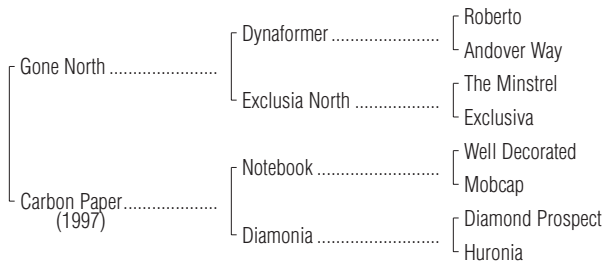 Roberto
Dynaformer ........................
Andover Way
Gone North ........................
The Minstrel
Exclusia North ...................
Exclusiva
Well Decorated
Notebook ...........................
Mobcap
Carbon Paper.....................
(1997)
Diamond Prospect
Diamonia ...........................
Huronia